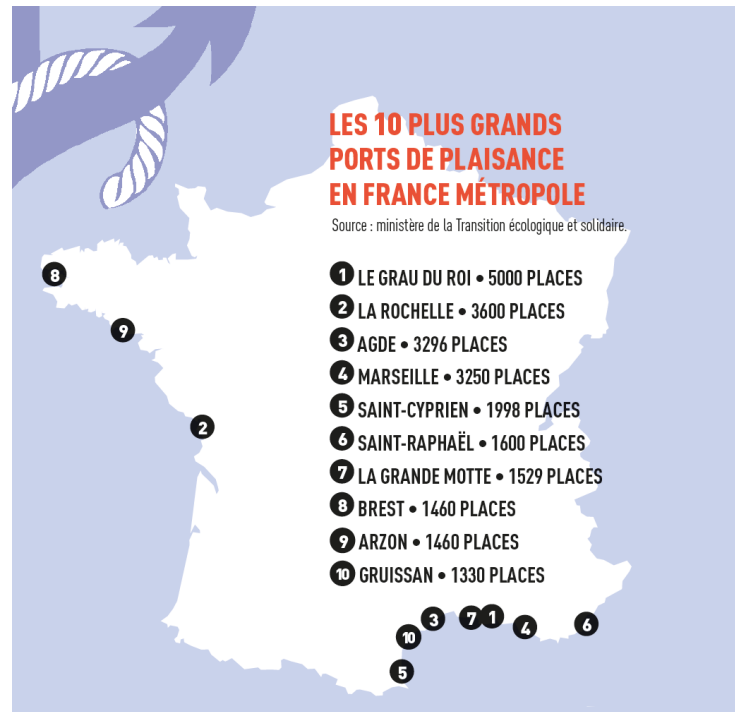 LES 10 PLUS GRANDS
PORTS DE PLAISANCE
EN FRANCE MÉTROPOLE
Source : ministère de la Transition écologique et solidaire.
1 LE GRAU DU ROI • 5000 PLACES
2 LA ROCHELLE • 3600 PLACES
3 AGDE • 3296 PLACES
4 MARSEILLE • 3250 PLACES
5 SAINT-CYPRIEN • 1998 PLACES
6 SAINT-RAPHAËL • 1600 PLACES
7 LA GRANDE MOTTE • 1529 PLACES
8 BREST • 1460 PLACES
9 ARZON • 1460 PLACES
10 GRUISSAN • 1330 PLACES
8
9
2
10
3
7
1
4
6
5